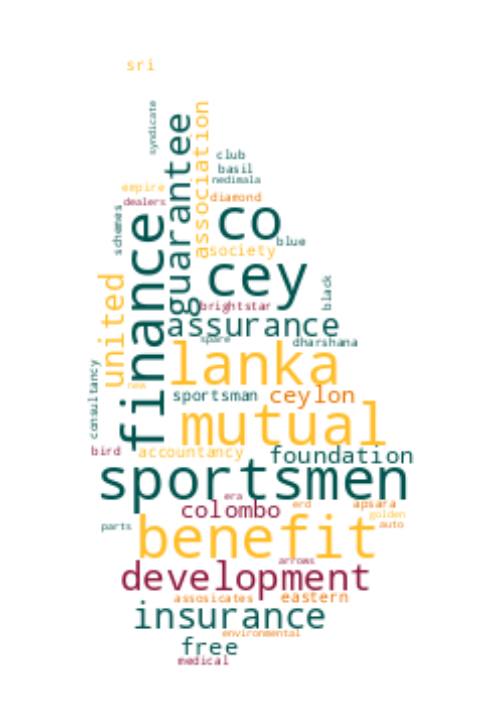 sri
syndicate
guarantee
association
club
basil
nedimala
empire
diamond
dealers
co
schemes
finance
society
blue
cey
united
black
brightstar
assurance
spare
dharshana
lanka
consultancy
new
sportsman
ceylon
mutual
bird
accountancy
foundation
sportsmen
era
colombo
erd
apsara
golden
parts
auto
benefit
arrows
development
assosicates
eastern
insurance
environmental
free
medical